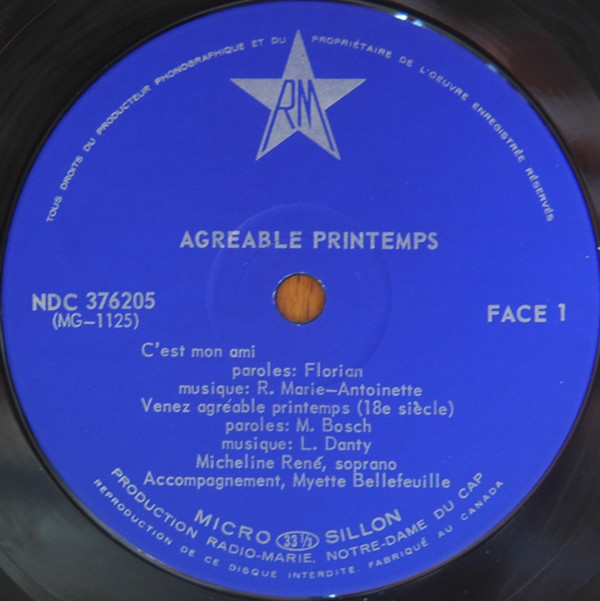 TOUS DROITS DU PRODUCTEUR PHONOGRAPHIQUE ET DU PROPRIÉTAIRE DE L'OEUVRE ENREGISTRÉE RÉSERVÉS
RM
AGREABLE PRINTEMPS
NDC 376205
(MG-1125)
FACE 1
C'est mon ami
paroles: Florian
musique: R. Marie-Antoinette
Venez agréable printemps (18e siècle)
paroles: M. Bosch
musique: L. Danty
Micheline René, soprano
Accompagnement, Myette Bellefeuille
MICRO 33 1/3 SILLON
PRODUCTION RADIO-MARIE, NOTRE-DAME DU CAP
REPRODUCTION DE CE DISQUE INTERDITE. FABRIQUÉ AU CANADA